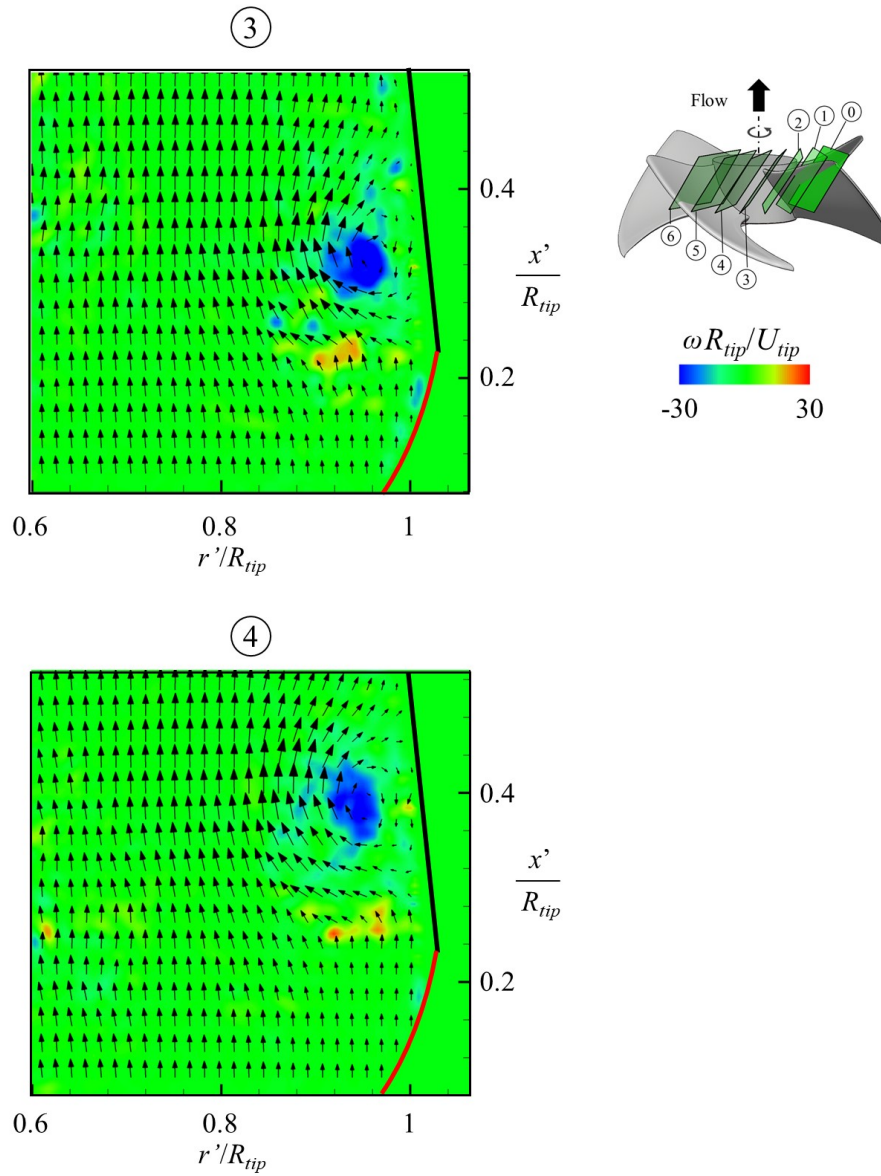 ③
0.4
x’
R_tip
0.2
0.6
0.8
1
r’/R_tip
Flow
⓪
①
②
⑥
⑤
④
③
ωR_tip/U_tip
-30
30
④
0.4
x’
R_tip
0.2
0.6
0.8
1
r’/R_tip